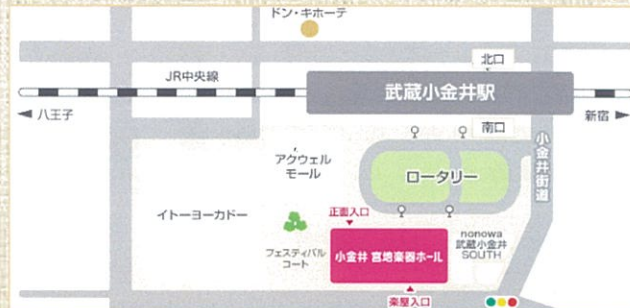 ドン・キホーテ
北口
JR中央線
武蔵小金井駅
八王子
新宿
南口
小金井街道
アクウェル
モール
ロータリー
イトーヨーカドー
正面入口
フェスティバル
コート
小金井 宮地楽器ホール
nonowa
武蔵小金井
SOUTH
楽屋入口